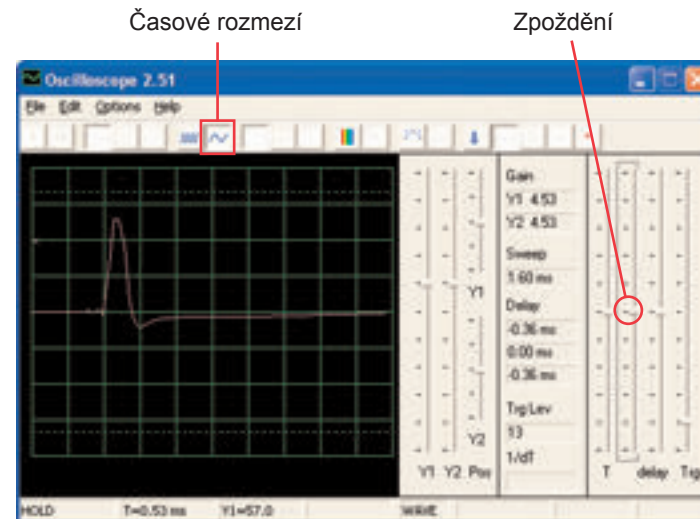 Časové rozmezí
Zpoždění
Oscilloscope 2.51
File Edit Options Help
Gain
Y1 4.53
Y2 4.53
Sweep
1.60 ms
Delay
-0.36 ms
0.00 ms
-0.36 ms
Trg Lev
13
1/dT
Y1
Y2
Y1 Y2 Pos
T delay Trg
HOLD T=0.53 ms Y1=57.0 WAVE